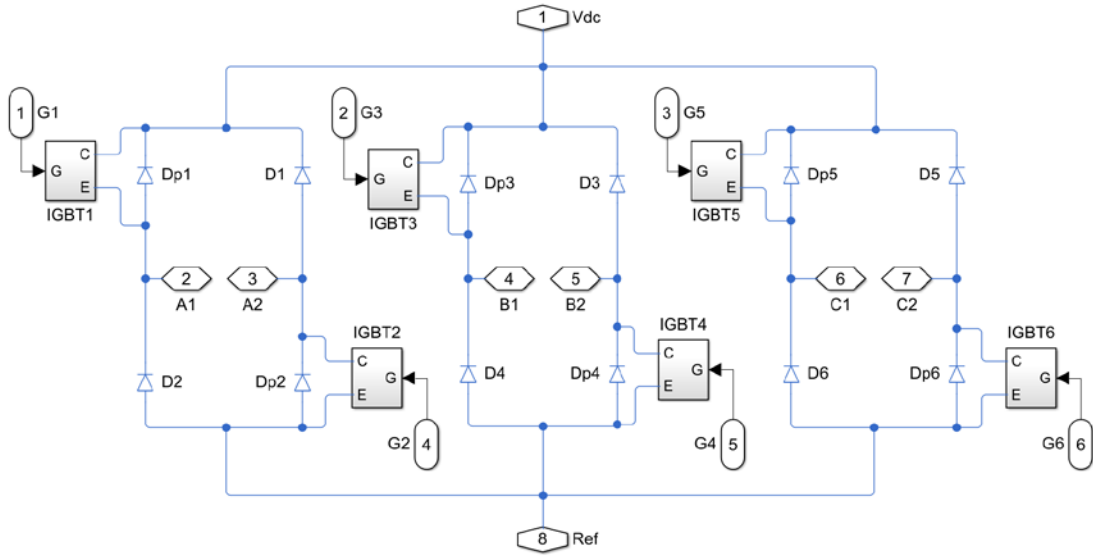 1 Vdc
1 G1
2 G3
3 G5
G C E
IGBT1
Dp1
D1
G C E
IGBT3
Dp3
D3
G C E
IGBT5
Dp5
D5
2
A1
3
A2
4
B1
5
B2
6
C1
7
C2
D2
Dp2
IGBT2
C E G
G2 4
D4
Dp4
IGBT4
C E G
G4 5
D6
Dp6
IGBT6
C E G
G6 6
8 Ref